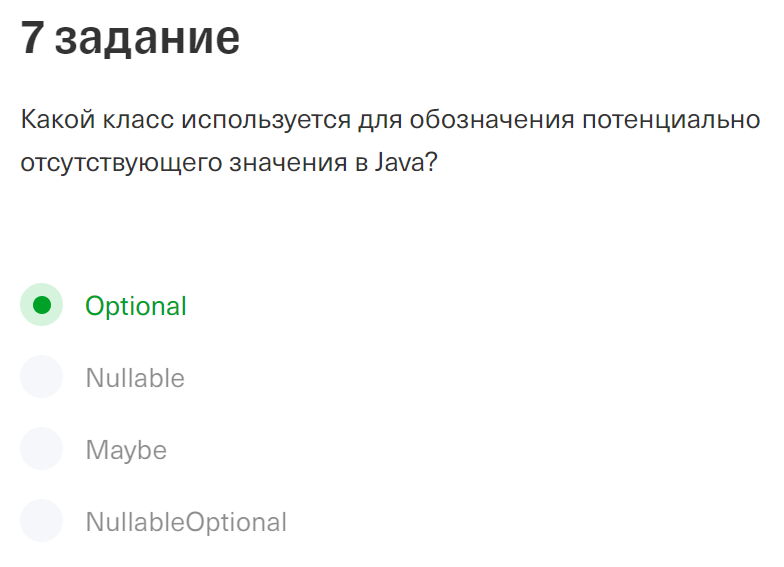 7 задание
Какой класс используется для обозначения потенциально
отсутствующего значения в Java?
Optional
Nullable
Maybe
NullableOptional